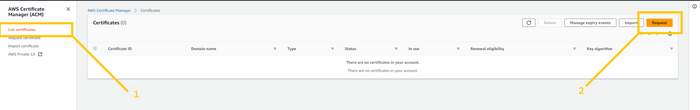 AWS Certificate
Manager (ACM)
List certificates
Request certificate
Import certificate
AWS Private CA
AWS Certificate Manager > Certificates
Certificates (0)
Delete
Manage expiry events
Import
Request
Certificate ID
Domain name
Type
Status
In use
Renewal eligibility
Key algorithm
There are no certificates in your account.
There are no certificates in your account.
1
2